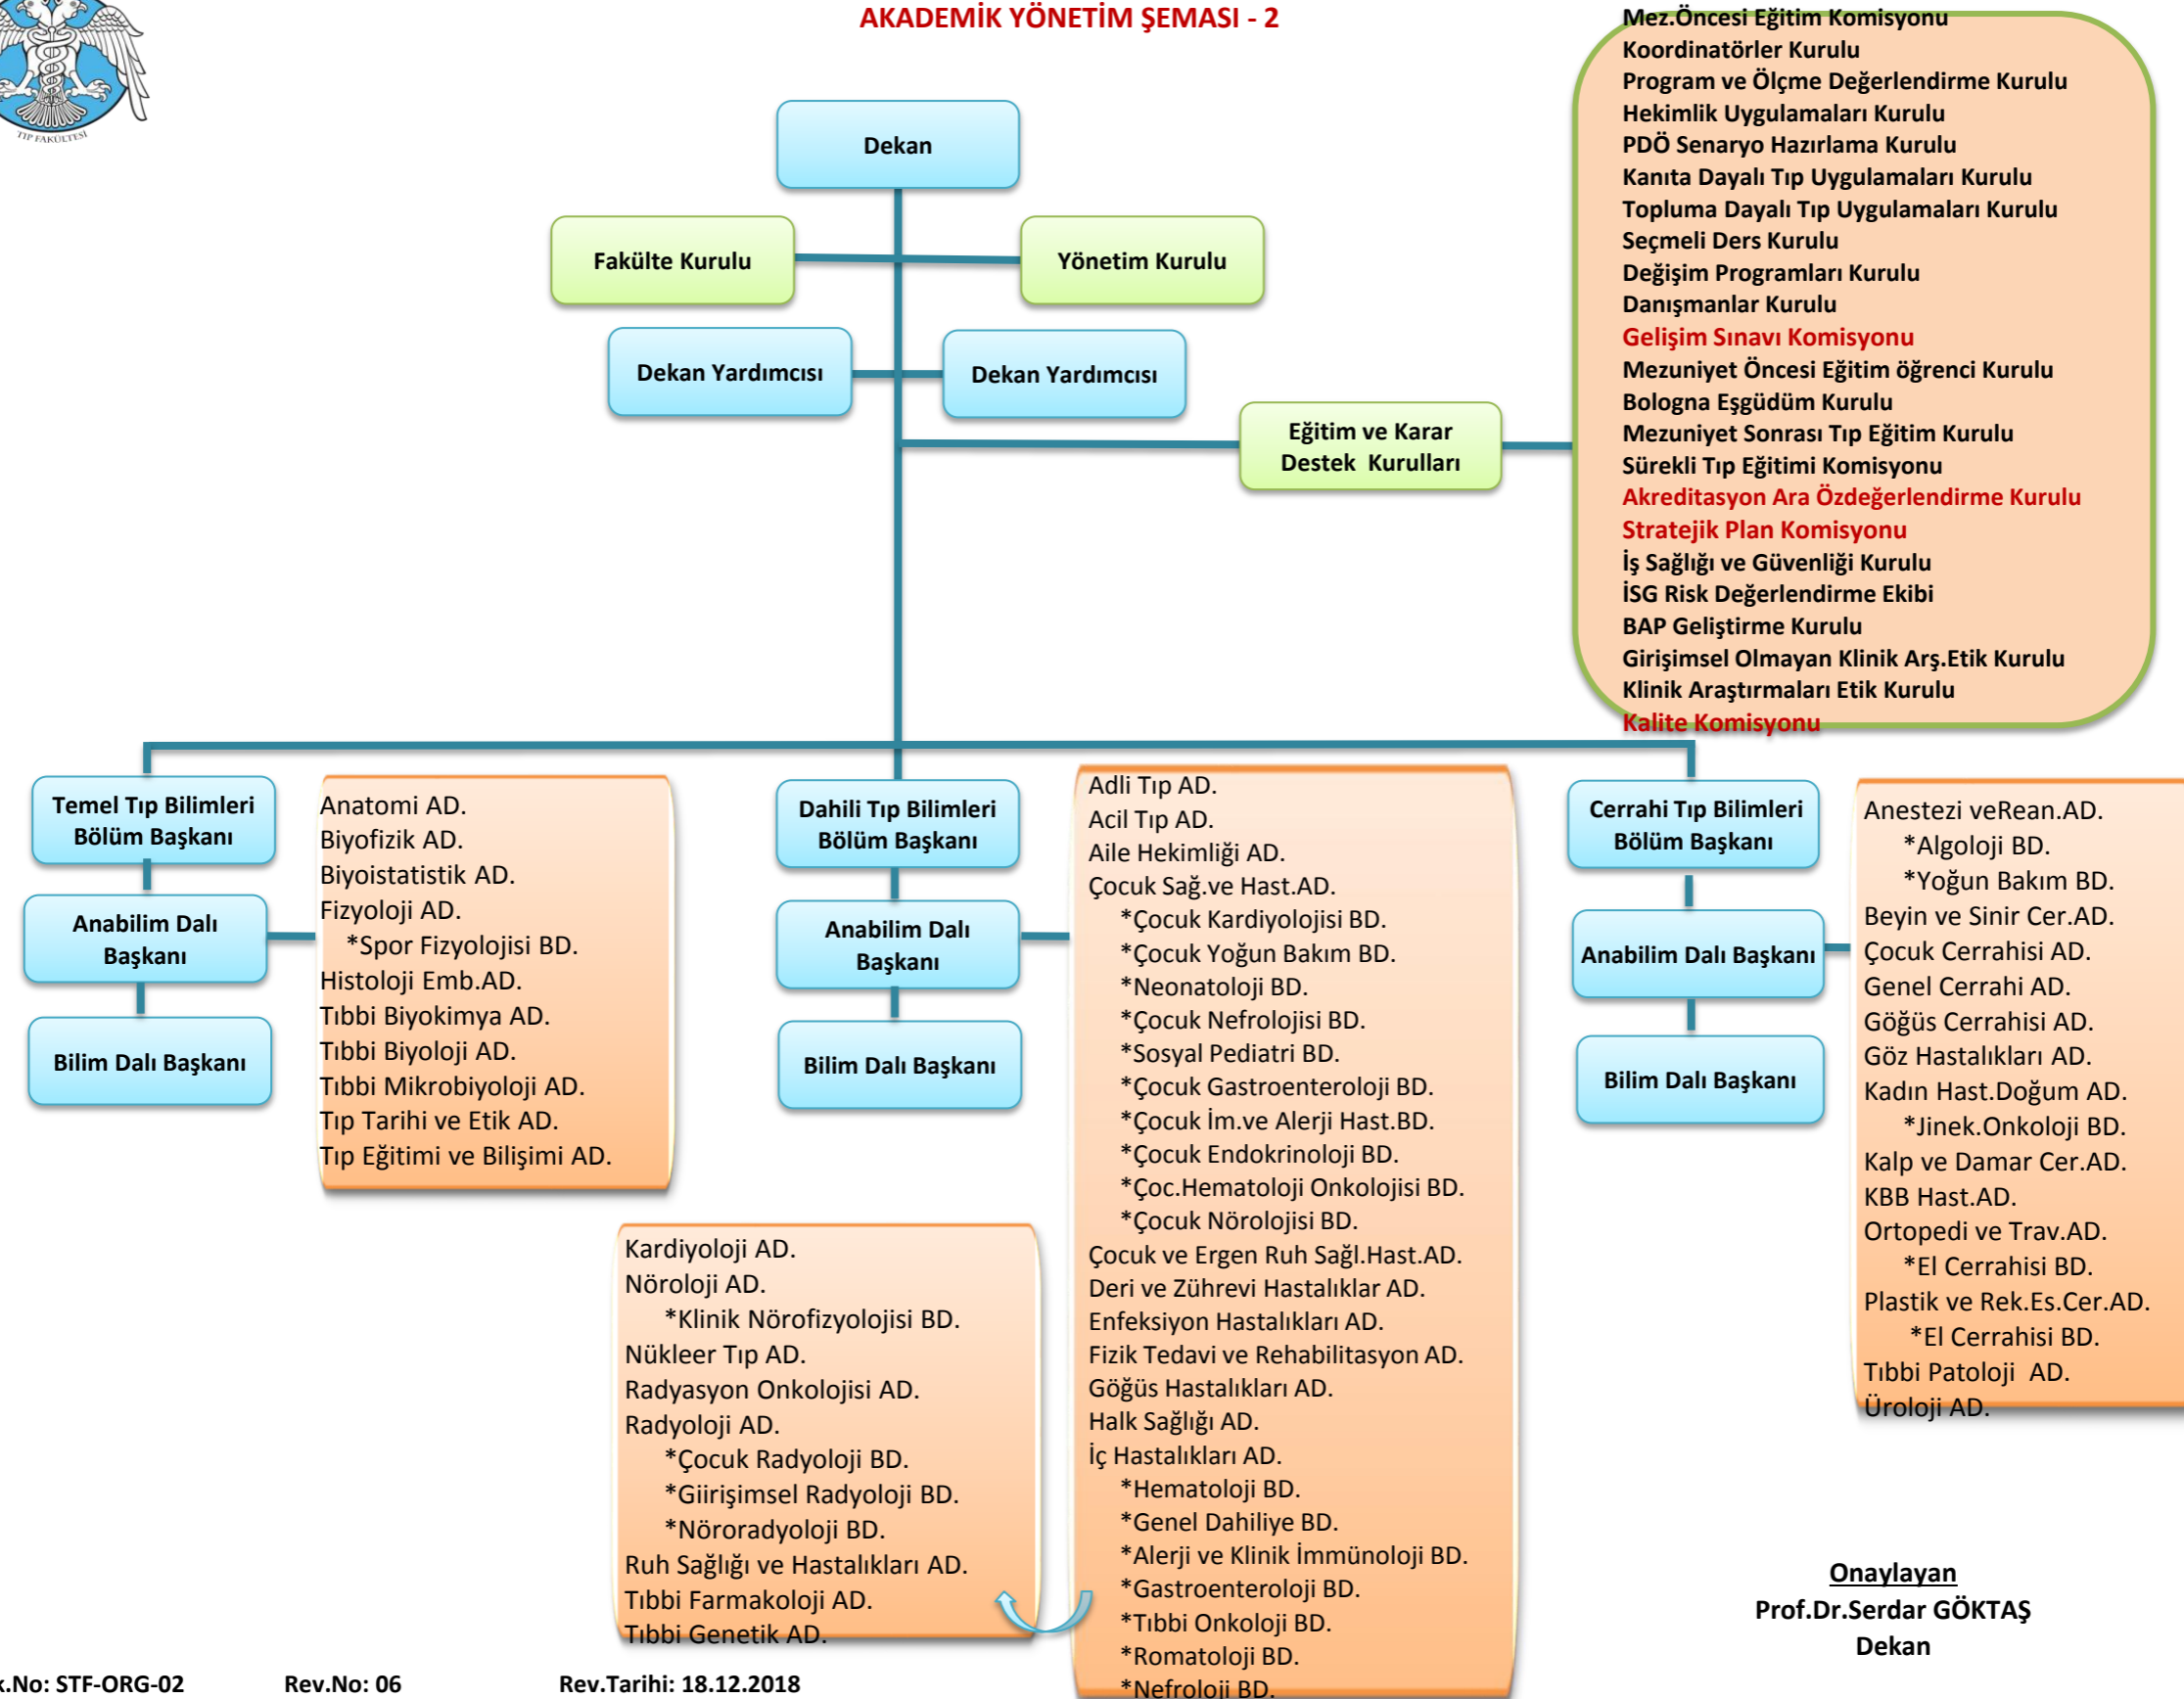 AKADEMİK YÖNETİM ŞEMASI - 2
TIP FAKÜLTESİ
Dekan
Fakülte Kurulu
Yönetim Kurulu
Dekan Yardımcısı
Dekan Yardımcısı
Eğitim ve Karar
Destek Kurulları
Mez.Öncesi Eğitim Komisyonu
Koordinatörler Kurulu
Program ve Ölçme Değerlendirme Kurulu
Hekimlik Uygulamaları Kurulu
PDÖ Senaryo Hazırlama Kurulu
Kanıta Dayalı Tıp Uygulamaları Kurulu
Topluma Dayalı Tıp Uygulamaları Kurulu
Seçmeli Ders Kurulu
Değişim Programları Kurulu
Danışmanlar Kurulu
Gelişim Sınavı Komisyonu
Mezuniyet Öncesi Eğitim öğrenci Kurulu
Bologna Eşgüdüm Kurulu
Mezuniyet Sonrası Tıp Eğitim Kurulu
Sürekli Tıp Eğitimi Komisyonu
Akreditasyon Ara Özdeğerlendirme Kurulu
Stratejik Plan Komisyonu
İş Sağlığı ve Güvenliği Kurulu
İSG Risk Değerlendirme Ekibi
BAP Geliştirme Kurulu
Girişimsel Olmayan Klinik Arş.Etik Kurulu
Klinik Araştırmaları Etik Kurulu
Kalite Komisyonu
Temel Tıp Bilimleri
Bölüm Başkanı
Anabilim Dalı
Başkanı
Bilim Dalı Başkanı
Anatomi AD.
Biyofizik AD.
Biyoistatistik AD.
Fizyoloji AD.
*Spor Fizyolojisi BD.
Histoloji Emb.AD.
Tıbbi Biyokimya AD.
Tıbbi Biyoloji AD.
Tıbbi Mikrobiyoloji AD.
Tıp Tarihi ve Etik AD.
Tıp Eğitimi ve Bilişimi AD.
Dahili Tıp Bilimleri
Bölüm Başkanı
Anabilim Dalı
Başkanı
Bilim Dalı Başkanı
Adli Tıp AD.
Acil Tıp AD.
Aile Hekimliği AD.
Çocuk Sağ.ve Hast.AD.
*Çocuk Kardiyolojisi BD.
*Çocuk Yoğun Bakım BD.
*Neonatoloji BD.
*Çocuk Nefrolojisi BD.
*Sosyal Pediatri BD.
*Çocuk Gastroenteroloji BD.
*Çocuk İm.ve Alerji Hast.BD.
*Çocuk Endokrinoloji BD.
*Çoc.Hematoloji Onkolojisi BD.
*Çocuk Nörolojisi BD.
Çocuk ve Ergen Ruh Sağl.Hast.AD.
Deri ve Zührevi Hastalıklar AD.
Enfeksiyon Hastalıkları AD.
Fizik Tedavi ve Rehabilitasyon AD.
Göğüs Hastalıkları AD.
Halk Sağlığı AD.
İç Hastalıkları AD.
*Hematoloji BD.
*Genel Dahiliye BD.
*Alerji ve Klinik İmmünoloji BD.
*Gastroenteroloji BD.
*Tıbbi Onkoloji BD.
*Romatoloji BD.
*Nefroloji BD.
Kardiyoloji AD.
Nöroloji AD.
*Klinik Nörofizyolojisi BD.
Nükleer Tıp AD.
Radyasyon Onkolojisi AD.
Radyoloji AD.
*Çocuk Radyoloji BD.
*Giirişimsel Radyoloji BD.
*Nöroradyoloji BD.
Ruh Sağlığı ve Hastalıkları AD.
Tıbbi Farmakoloji AD.
Tıbbi Genetik AD.
Cerrahi Tıp Bilimleri
Bölüm Başkanı
Anabilim Dalı Başkanı
Bilim Dalı Başkanı
Anestezi veRean.AD.
*Algoloji BD.
*Yoğun Bakım BD.
Beyin ve Sinir Cer.AD.
Çocuk Cerrahisi AD.
Genel Cerrahi AD.
Göğüs Cerrahisi AD.
Göz Hastalıkları AD.
Kadın Hast.Doğum AD.
*Jinek.Onkoloji BD.
Kalp ve Damar Cer.AD.
KBB Hast.AD.
Ortopedi ve Trav.AD.
*El Cerrahisi BD.
Plastik ve Rek.Es.Cer.AD.
*El Cerrahisi BD.
Tıbbi Patoloji AD.
Üroloji AD.
Onaylayan
Prof.Dr.Serdar GÖKTAŞ
Dekan
k.No: STF-ORG-02 Rev.No: 06 Rev.Tarihi: 18.12.2018